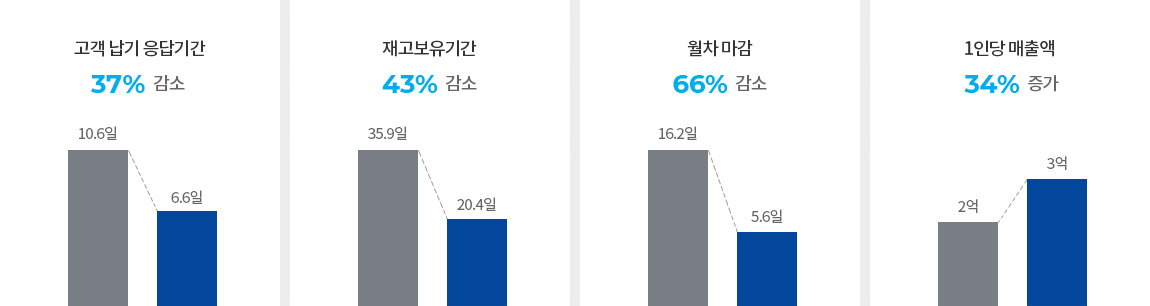 고객 납기 응답기간
37% 감소
10.6일
6.6일
재고보유기간
43% 감소
35.9일
20.4일
월차 마감
66% 감소
16.2일
5.6일
1인당 매출액
34% 증가
2억
3억